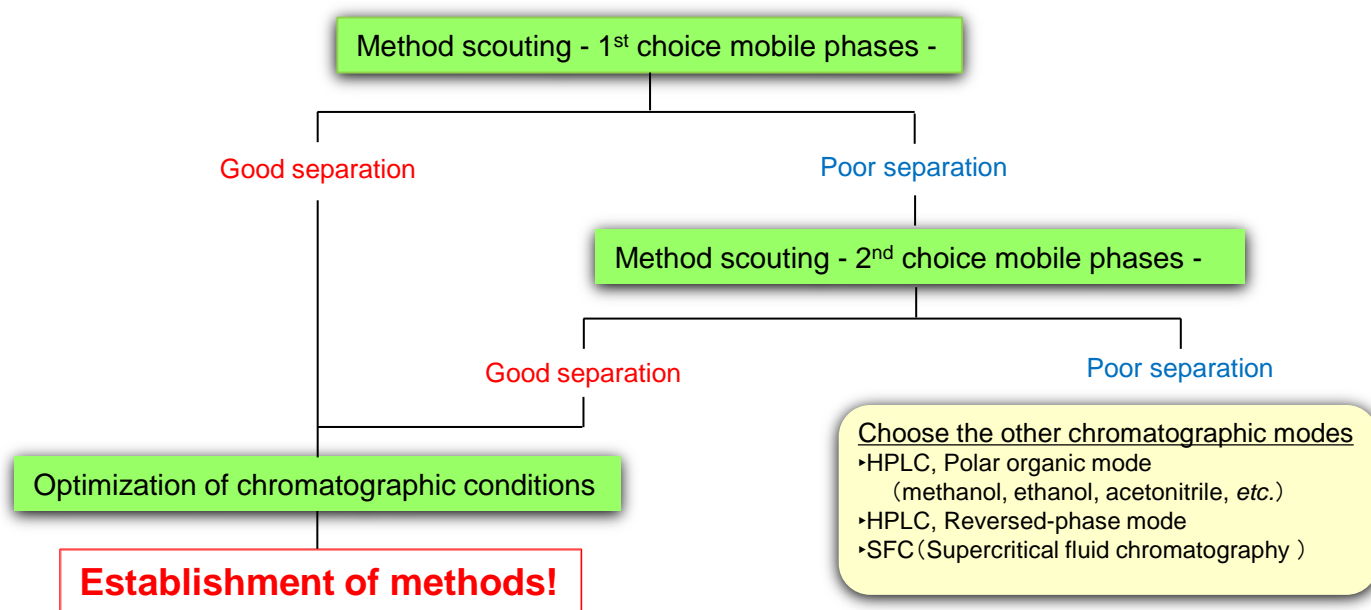 Method scouting - 1st choice mobile phases -
Good separation
Poor separation
Method scouting - 2nd choice mobile phases -
Good separation
Poor separation
Choose the other chromatographic modes
‣HPLC, Polar organic mode
（methanol, ethanol, acetonitrile, etc.）
‣HPLC, Reversed-phase mode
‣SFC（Supercritical fluid chromatography ）
Optimization of chromatographic conditions
Establishment of methods!